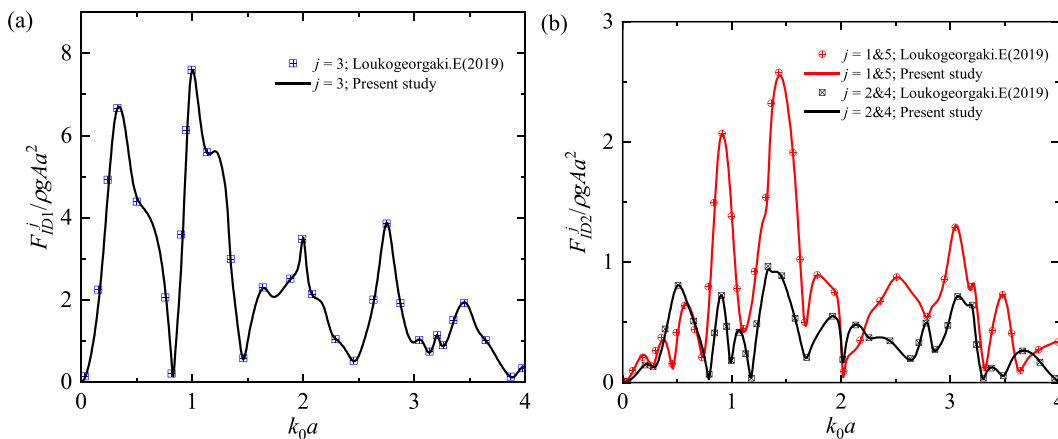 (a)
8
6
4
2
0
0 1 2 3 4
F^j_{ID1}/ρgAa^2
k_0a
j = 3; Loukogeorgaki.E(2019)
j = 3; Present study
(b)
3
2
1
0
0 1 2 3 4
F^j_{ID2}/ρgAa^2
k_0a
j = 1&5; Loukogeorgaki.E(2019)
j = 1&5; Present study
j = 2&4; Loukogeorgaki.E(2019)
j = 2&4; Present study